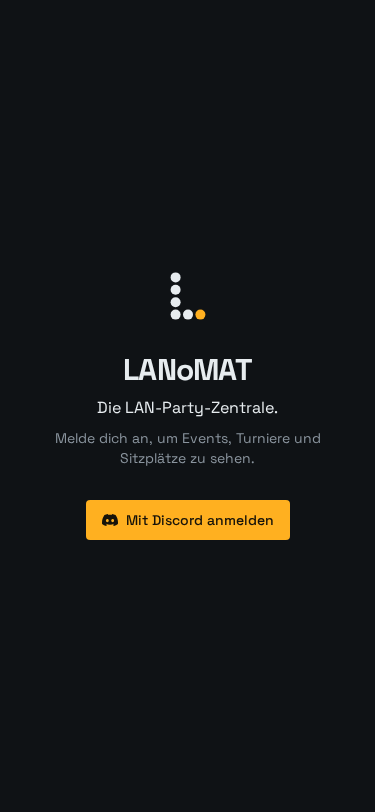 LANoMAT
Die LAN-Party-Zentrale.
Melde dich an, um Events, Turniere und
Sitzplätze zu sehen.
Mit Discord anmelden